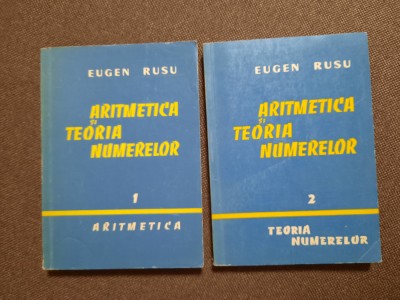 EUGEN RUSU
ARITMETICA
ȘI
TEORIA
NUMERELOR
1
ARITMETICA
EUGEN RUSU
ARITMETICA
ȘI
TEORIA
NUMERELOR
2
TEORIA
NUMERELOR